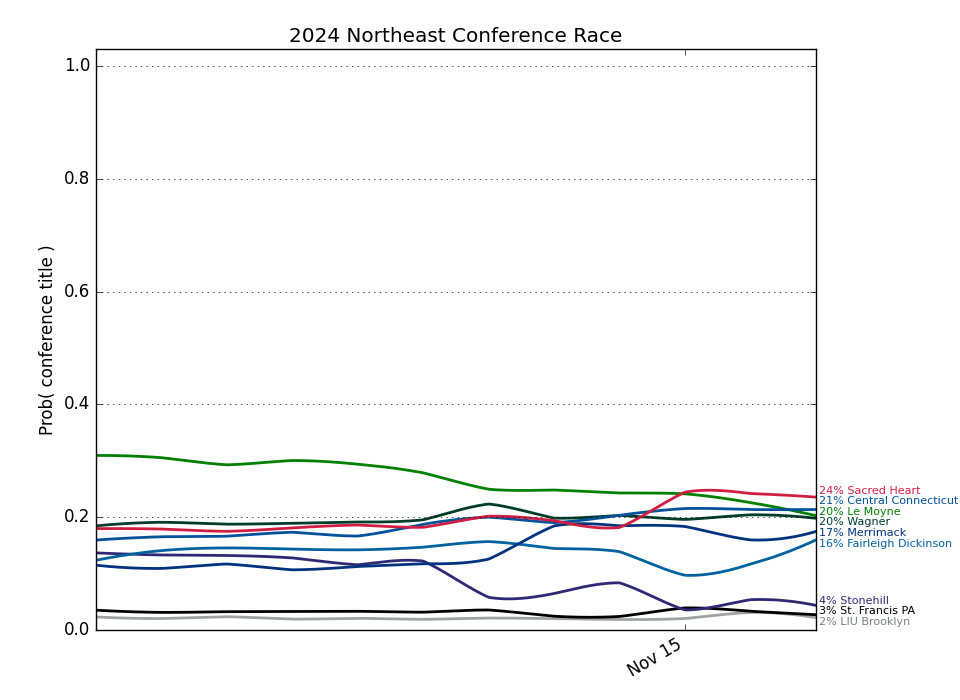 2024 Northeast Conference Race
1.0
0.8
0.6
0.4
0.2
0.0
Prob( conference title )
Nov 15
24% Sacred Heart
21% Central Connecticut
20% Le Moyne
20% Wagner
17% Merrimack
16% Fairleigh Dickinson
4% Stonehill
3% St. Francis PA
2% LIU Brooklyn